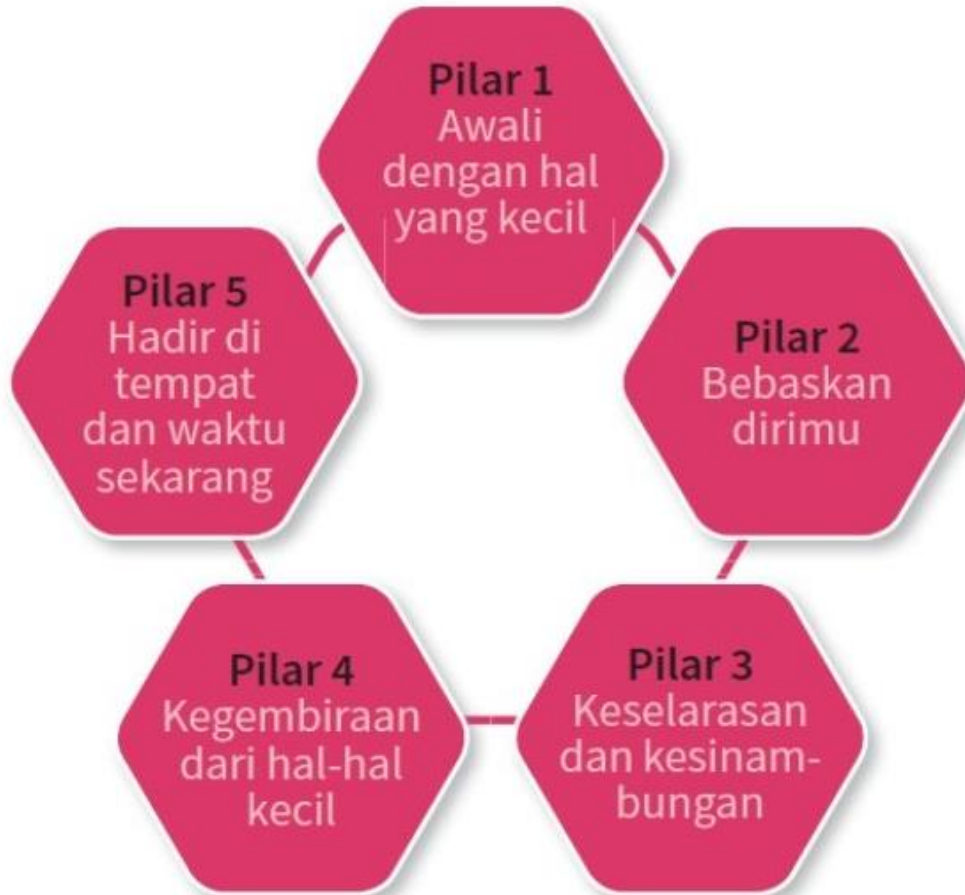 Pilar 1
Awali
dengan hal
yang kecil
Pilar 2
Bebaskan
dirimu
Pilar 3
Keselarasan
dan kesinam-
bungan
Pilar 4
Kegembiraan
dari hal-hal
kecil
Pilar 5
Hadir di
tempat
dan waktu
sekarang